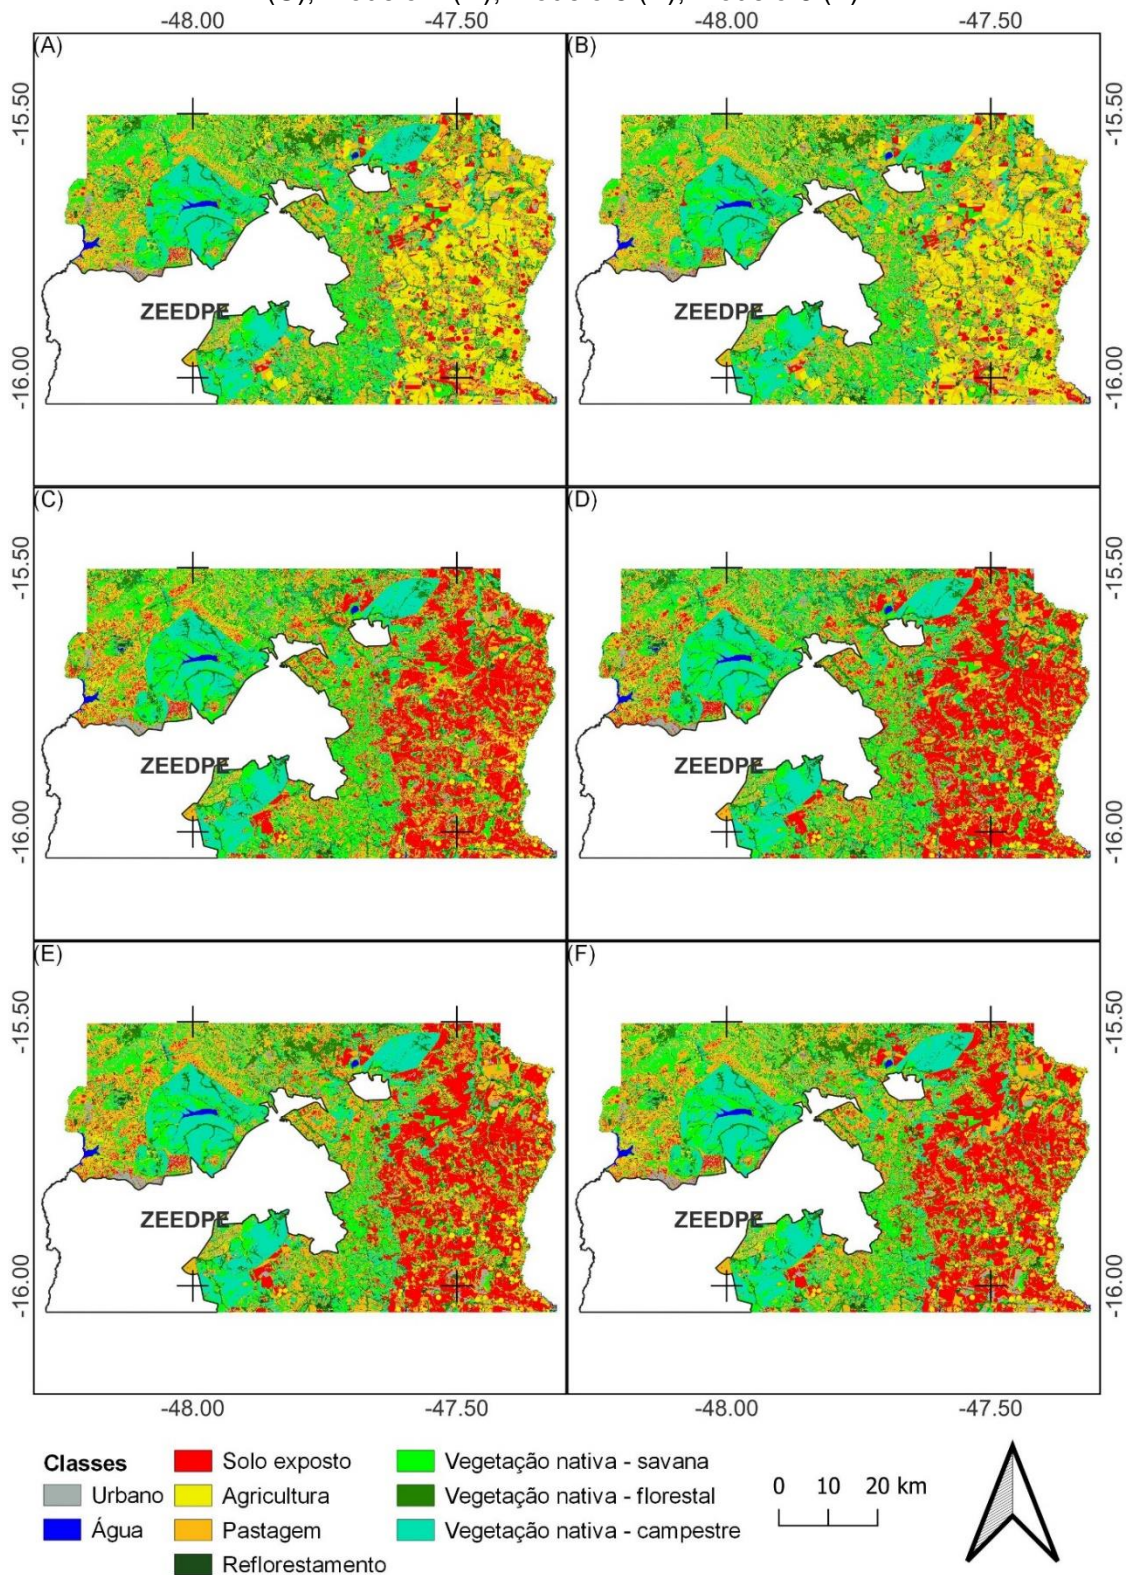 -48.00 -47.50
(A) (B)
-48.00 -47.50
-15.50 -15.50
ZEEDPE ZEEDPE
-16.00 -16.00
(C) (D)
-15.50 -15.50
ZEEDPE ZEEDPE
-16.00 -16.00
(E) (F)
-15.50 -15.50
ZEEDPE ZEEDPE
-16.00 -16.00
-48.00 -47.50 -48.00 -47.50
Classes
Urbano
Água
Solo exposto
Agricultura
Pastagem
Reflorestamento
Vegetação nativa - savana
Vegetação nativa - florestal
Vegetação nativa - campestre
0 10 20 km